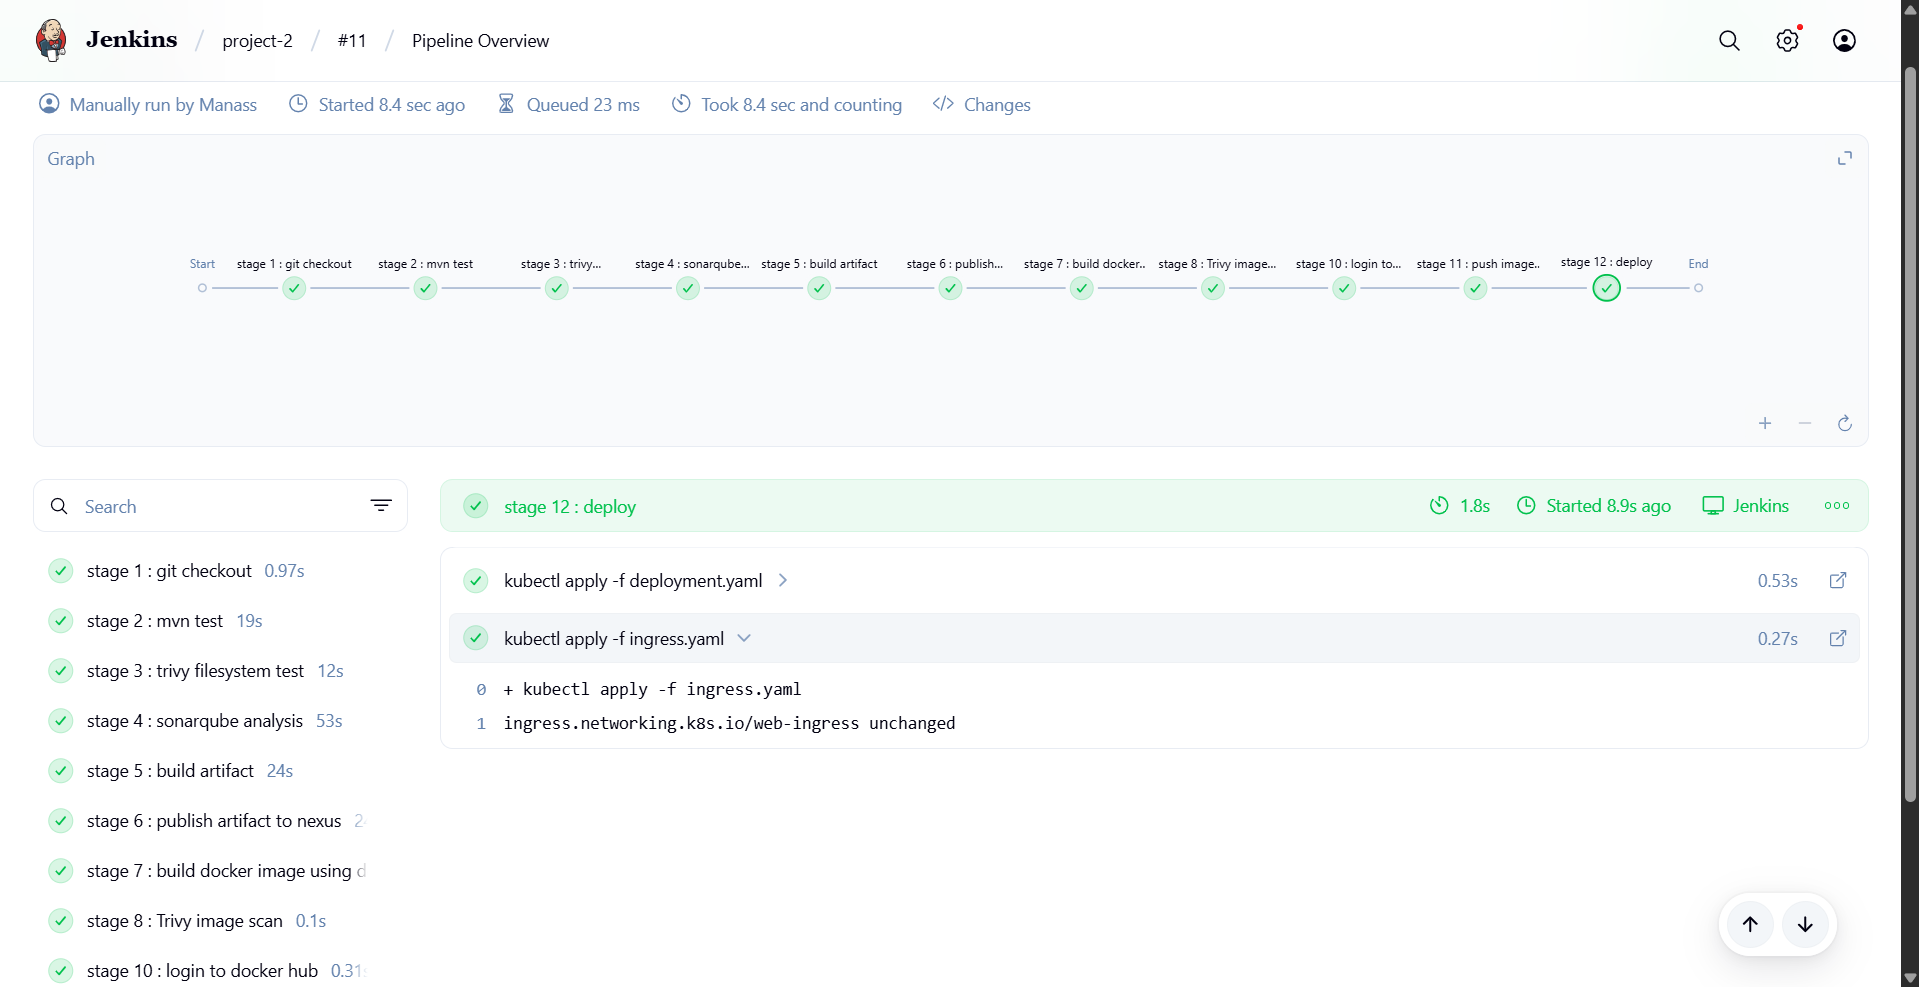 Jenkins / project-2 / #11 / Pipeline Overview
Manually run by Manass Started 8.4 sec ago Queued 23 ms Took 8.4 sec and counting </> Changes
Graph
Start stage 1 : git checkout stage 2 : mvn test stage 3 : trivy... stage 4 : sonarqube... stage 5 : build artifact stage 6 : publish... stage 7 : build docker.. stage 8 : Trivy image... stage 10 : login to... stage 11 : push image.. stage 12 : deploy End
Search
stage 12 : deploy 1.8s Started 8.9s ago Jenkins
stage 1 : git checkout 0.97s
stage 2 : mvn test 19s
stage 3 : trivy filesystem test 12s
stage 4 : sonarqube analysis 53s
stage 5 : build artifact 24s
stage 6 : publish artifact to nexus
stage 7 : build docker image using
stage 8 : Trivy image scan 0.1s
stage 10 : login to docker hub 0.31s
kubectl apply -f deployment.yaml 0.53s
kubectl apply -f ingress.yaml 0.27s
0 + kubectl apply -f ingress.yaml
1 ingress.networking.k8s.io/web-ingress unchanged